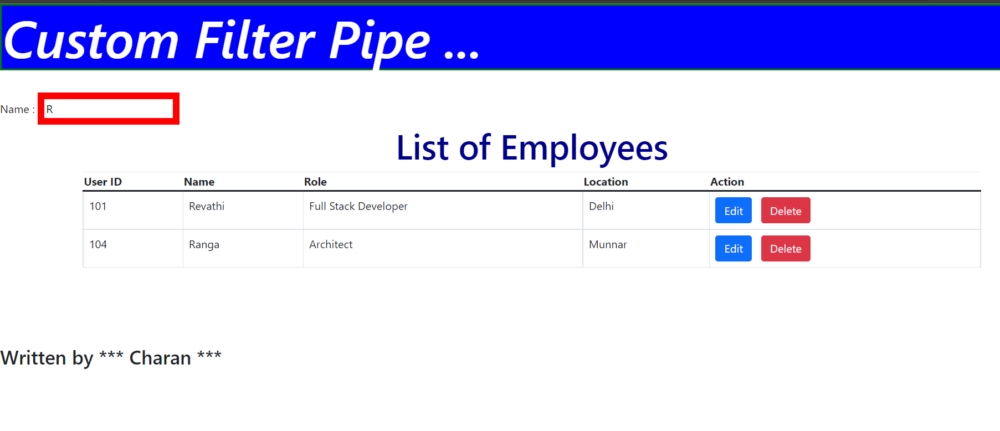 Custom Filter Pipe ...
Name : R
List of Employees
User ID Name Role Location Action
101 Revathi Full Stack Developer Delhi Edit Delete
104 Ranga Architect Munnar Edit Delete
Written by *** Charan ***